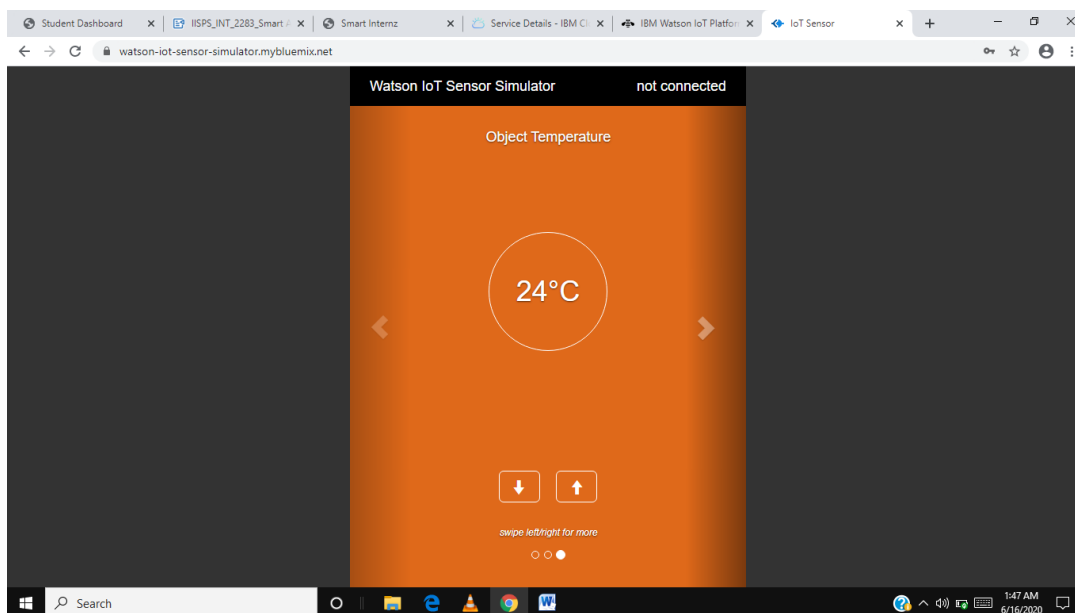 Student Dashboard
IISPS_INT_2283_Smart A
Smart Internz
Service Details - IBM Cl
IBM Watson IoT Platfor
IoT Sensor
watson-iot-sensor-simulator.mybluemix.net
Watson IoT Sensor Simulator not connected
Object Temperature
24°C
swipe left/right for more
Search
1:47 AM
6/16/2020